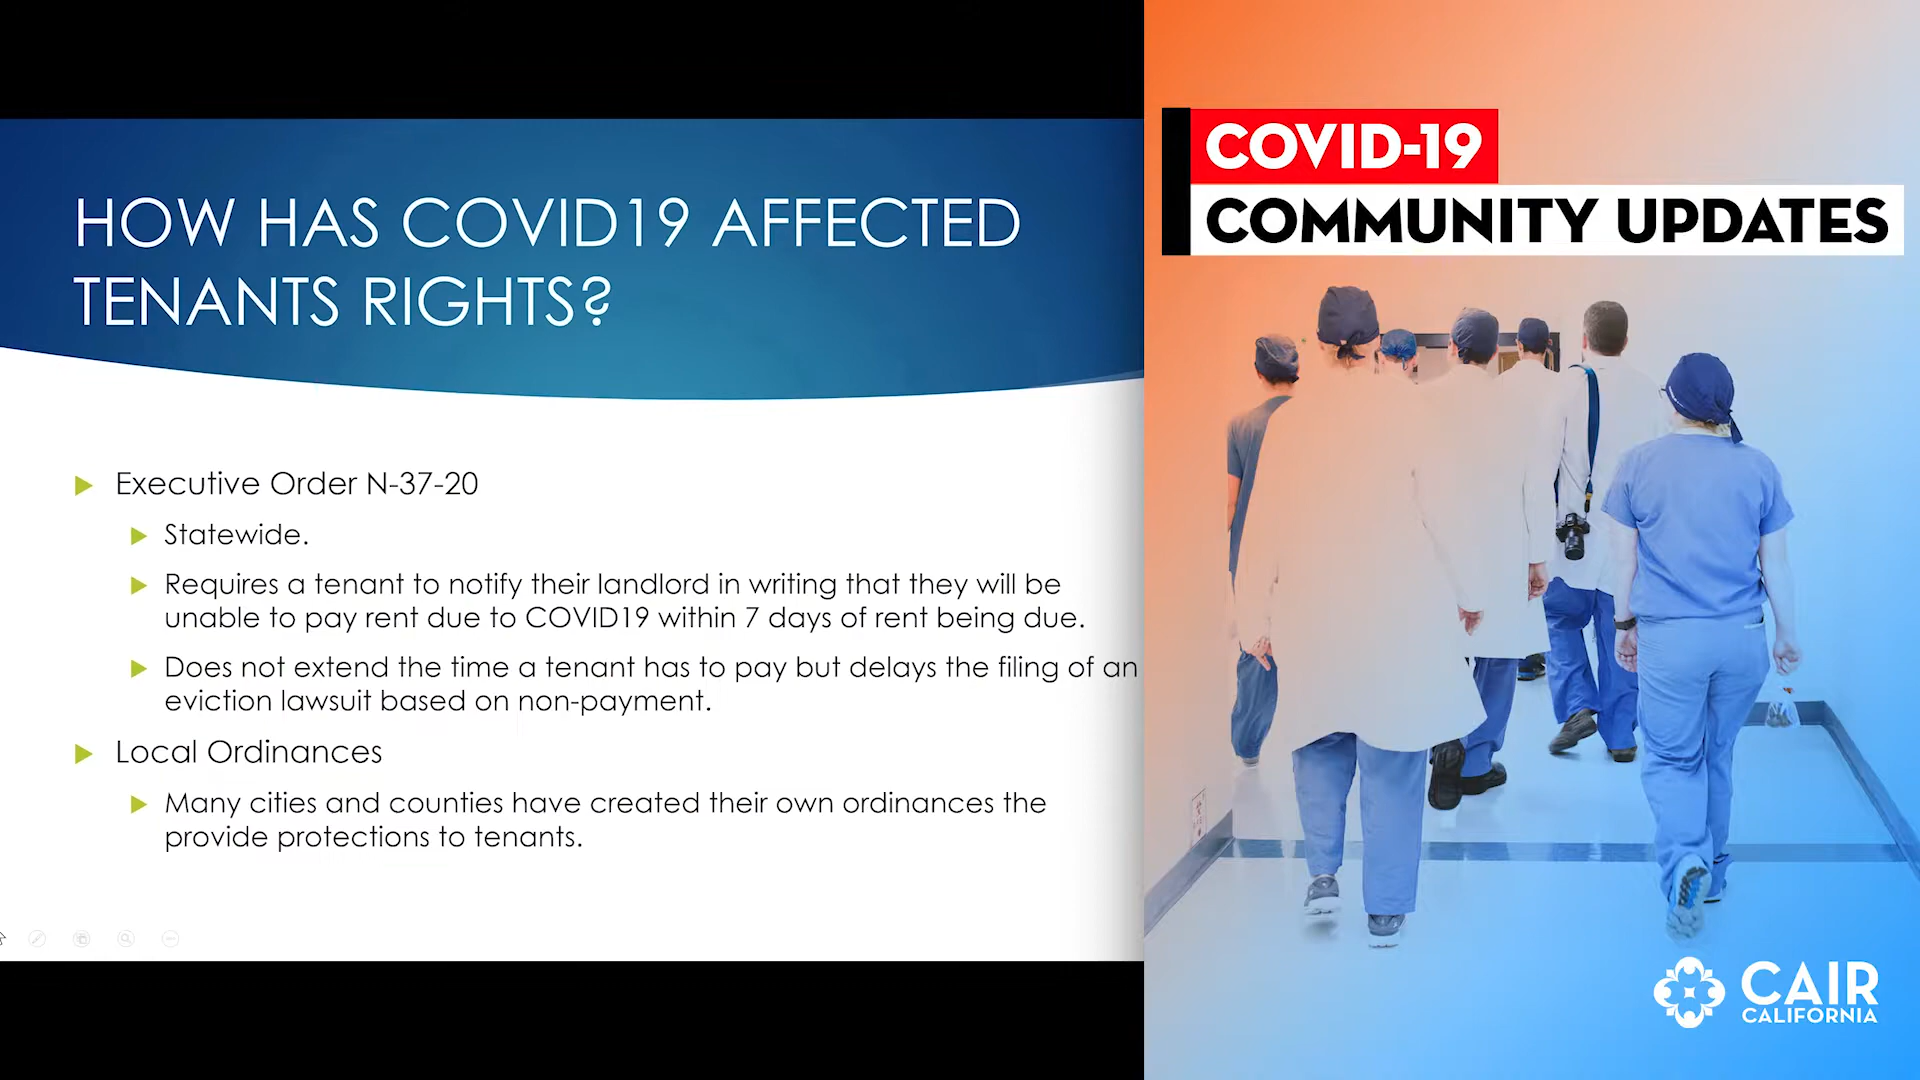 HOW HAS COVID19 AFFECTED
TENANTS RIGHTS?
Executive Order N-37-20
Statewide.
Requires a tenant to notify their landlord in writing that they will be
unable to pay rent due to COVID19 within 7 days of rent being due.
Does not extend the time a tenant has to pay but delays the filing of an
eviction lawsuit based on non-payment.
Local Ordinances
Many cities and counties have created their own ordinances the
provide protections to tenants.
COVID-19
COMMUNITY UPDATES
CAIR
CALIFORNIA